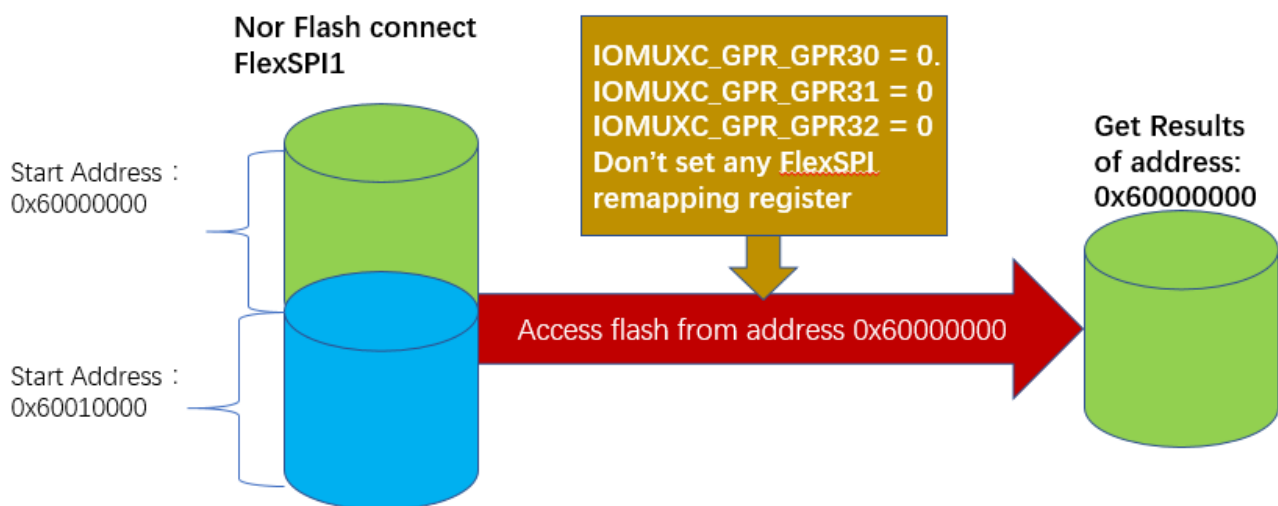 Nor Flash connect
FlexSPI1
Start Address：
0x60000000
Start Address：
0x60010000
IOMUXC_GPR_GPR30 = 0.
IOMUXC_GPR_GPR31 = 0
IOMUXC_GPR_GPR32 = 0
Don’t set any FlexSPI
remapping register
Access flash from address 0x60000000
Get Results
of address:
0x60000000